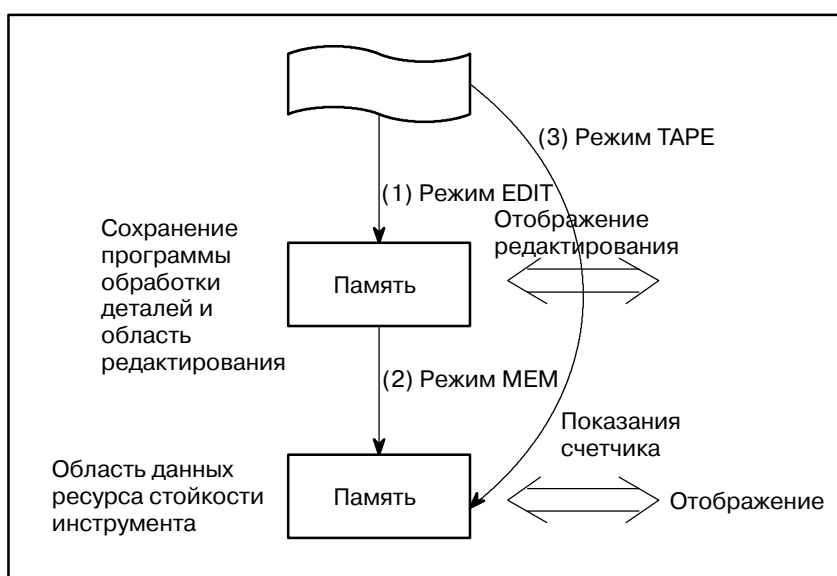 (3) Режим TAPE
(1) Режим EDIT
Сохранение
программы
обработки
деталей и
область
редактирования
Память
Отображение
редактирования
(2) Режим MEM
Показания
счетчика
Область данных
ресурса стойкости
инструмента
Память
Отображение